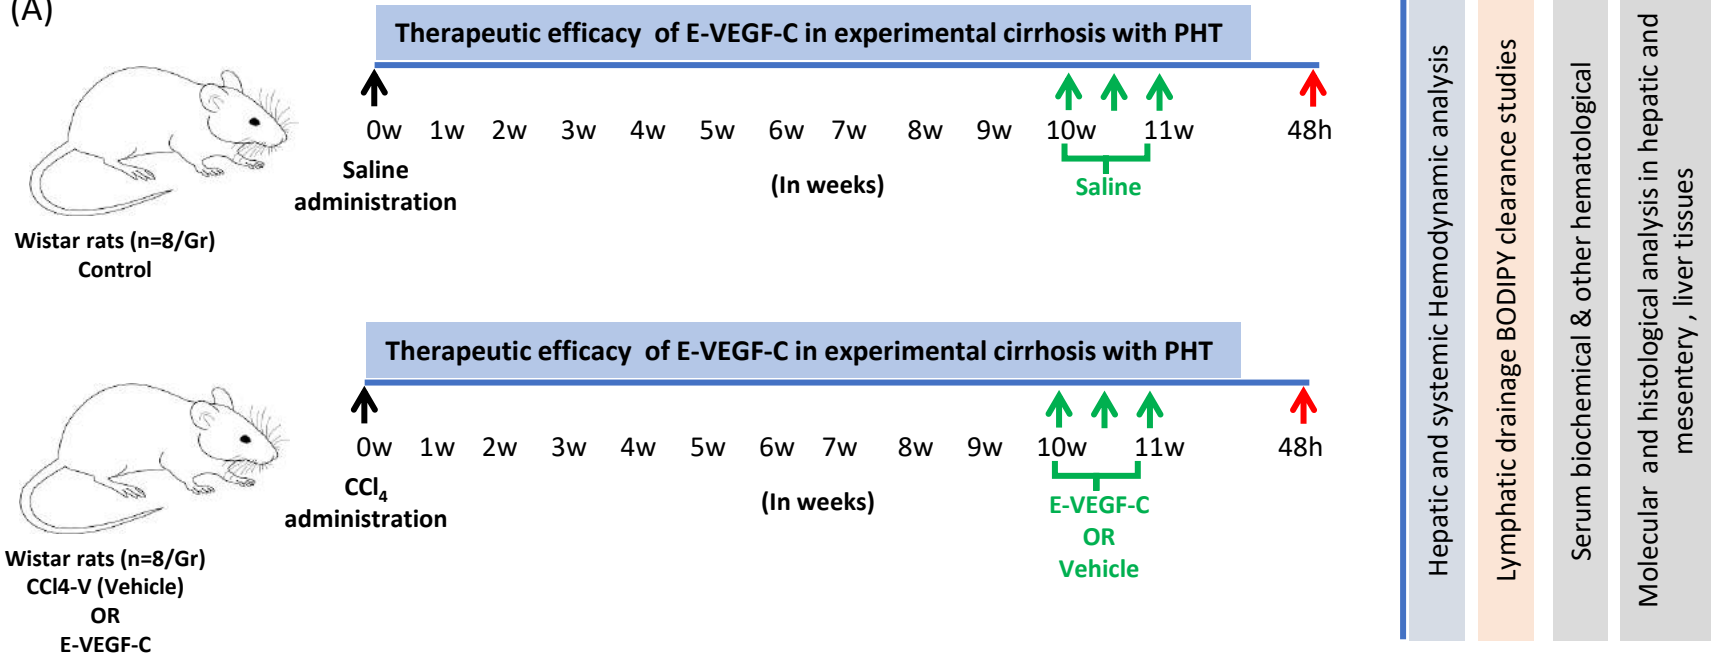 (A)
Therapeutic efficacy of E-VEGF-C in experimental cirrhosis with PHT
0w 1w 2w 3w 4w 5w 6w 7w 8w 9w 10w 11w 48h
Saline
administration
(In weeks)
Saline
Wistar rats (n=8/Gr)
Control
Therapeutic efficacy of E-VEGF-C in experimental cirrhosis with PHT
0w 1w 2w 3w 4w 5w 6w 7w 8w 9w 10w 11w 48h
CCl₄
administration
(In weeks)
E-VEGF-C
OR
Vehicle
Wistar rats (n=8/Gr)
CCl4-V (Vehicle)
OR
E-VEGF-C
Hepatic and systemic Hemodynamic analysis
Lymphatic drainage BODIPY clearance studies
Serum biochemical & other hematological
Molecular and histological analysis in hepatic and
mesentery , liver tissues